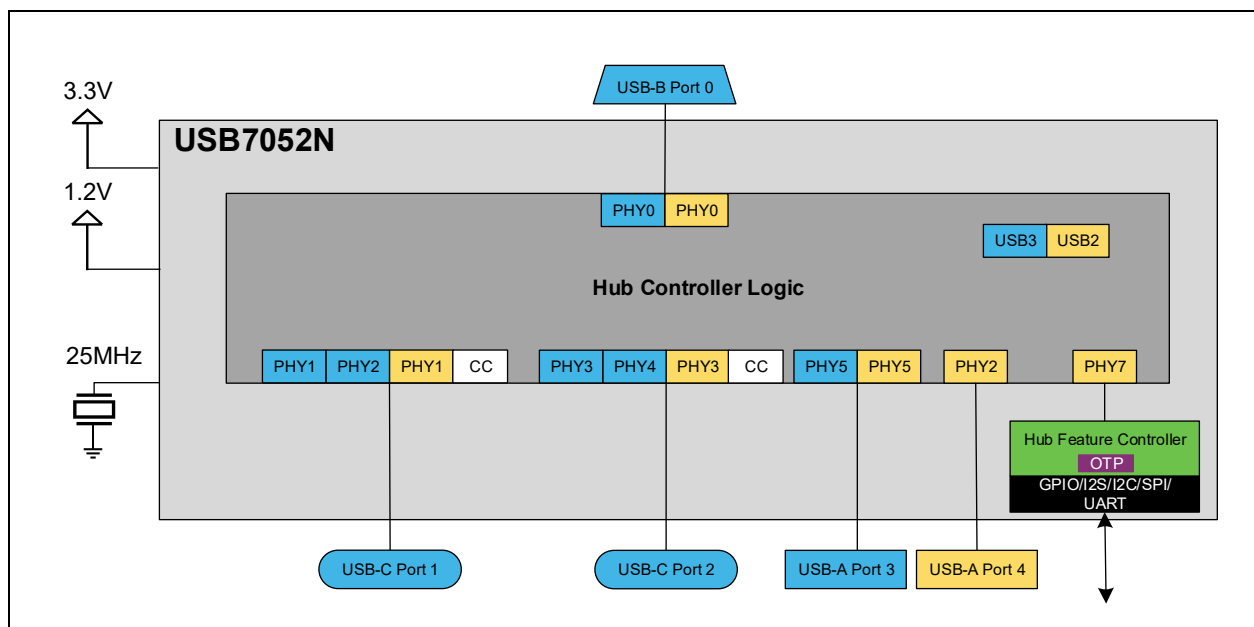 3.3V
USB-B Port 0
USB7052N
1.2V
PHY0 PHY0
USB3 USB2
Hub Controller Logic
25MHz
PHY1 PHY2 PHY1 CC PHY3 PHY4 PHY3 CC PHY5 PHY5 PHY2 PHY7
Hub Feature Controller
OTP
GPIO/I2S/I2C/SPI/
UART
USB-C Port 1 USB-C Port 2 USB-A Port 3 USB-A Port 4